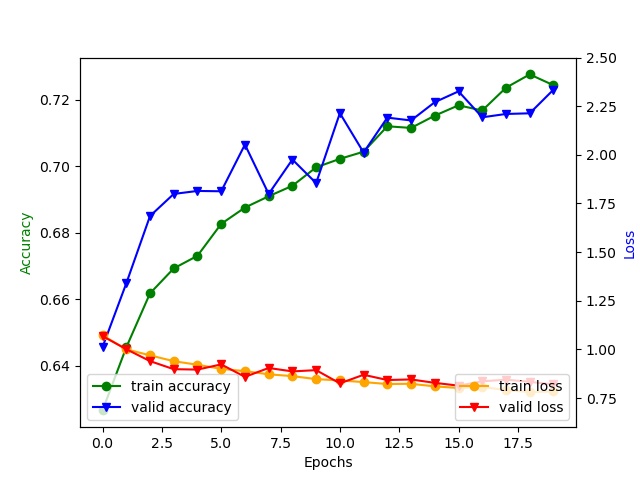 0.72
0.70
0.68
0.66
0.64
Accuracy
2.50
2.25
2.00
1.75
1.50
1.25
1.00
0.75
Loss
train accuracy
valid accuracy
train loss
valid loss
0.0 2.5 5.0 7.5 10.0 12.5 15.0 17.5
Epochs